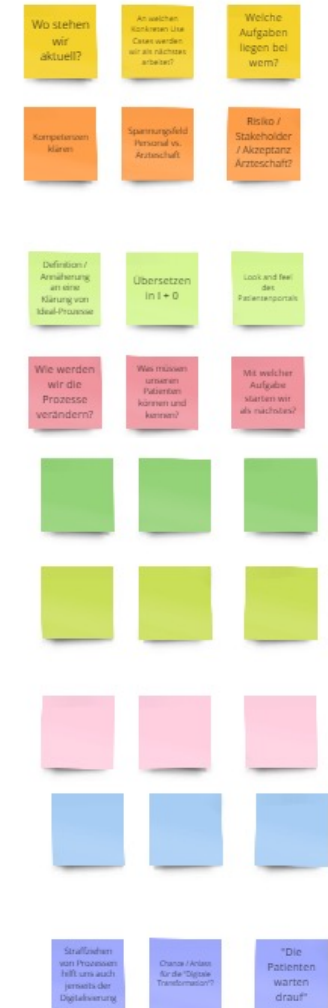 Wo stehen
wir
aktuell?
An welchen
Konkreten Use
Cases werden
wir als nächstes
arbeitet?
Welche
Aufgaben
liegen bei
wem?
Kompetenzen
klären
Spannungsfeld
Personal vs.
Ärzteschaft
Risiko /
Stakeholder
/ Akzeptanz
Ärzteschaft?
Definition /
Annäherung
an eine
Klärung von
Ideal-Prozesse
Übersetzen
in I + O
Look and feel
des
Patientenportals
Wie werden
wir die
Prozesse
verändern?
Was müssen
unseren
Patienten
können und
kennen?
Mit welcher
Aufgabe
starten wir
als nächstes?
Straffziehen
von Prozessen
hilft uns auch
jenseits der
Digitalisierung
Chance / Anlass
für die "Digitale
Transformation"?
"Die
Patienten
warten
drauf"